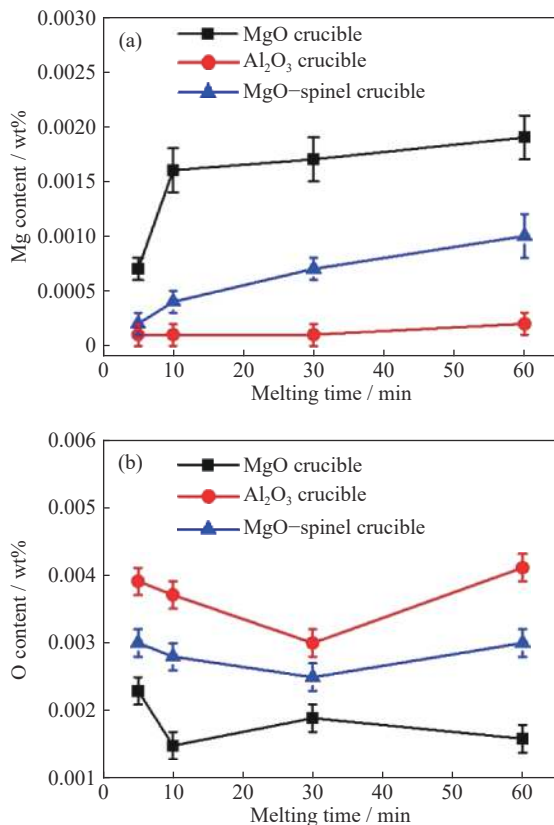 0.0030
(a)
MgO crucible
Al₂O₃ crucible
MgO−spinel crucible
0.0025
0.0020
0.0015
0.0010
0.0005
0
Mg content / wt%
0 10 20 30 40 50 60
Melting time / min
0.006
(b)
MgO crucible
Al₂O₃ crucible
MgO−spinel crucible
0.005
0.004
0.003
0.002
0.001
O content / wt%
0 10 20 30 40 50 60
Melting time / min